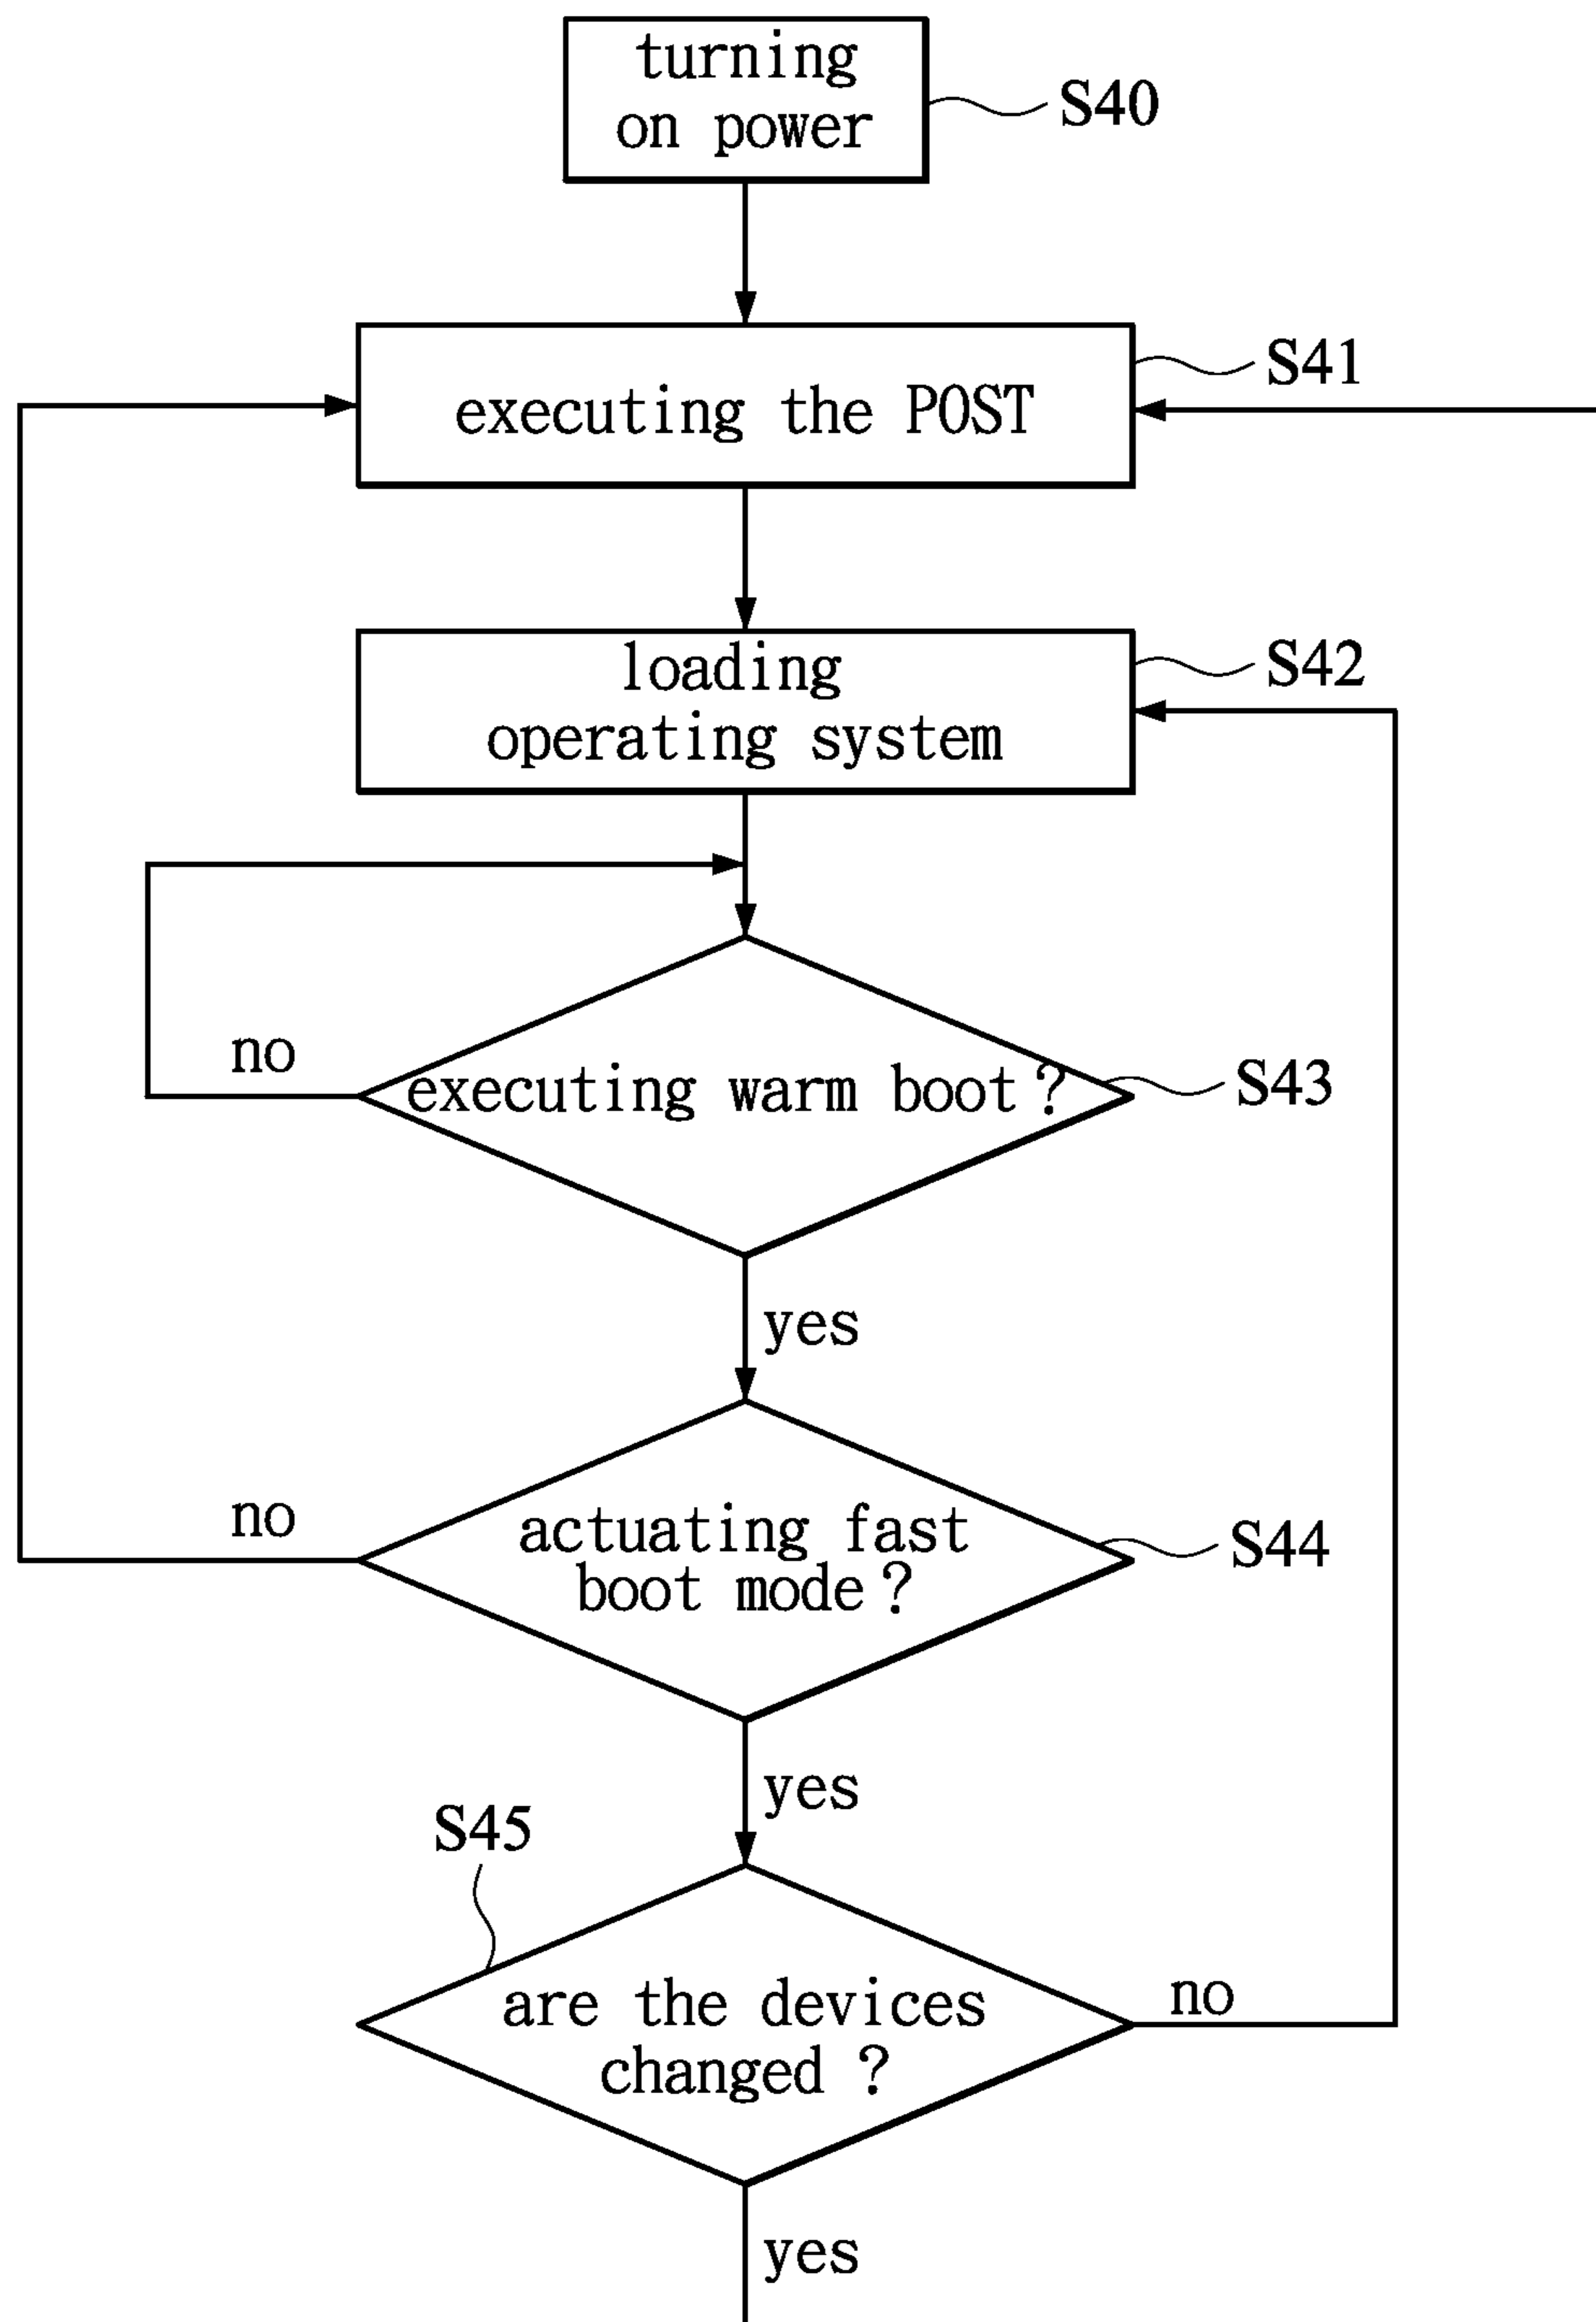 turning
on power
S40
executing the POST
S41
loading
operating system
S42
executing warm boot?
S43
no
yes
actuating fast
boot mode?
S44
no
yes
S45
are the devices
changed ?
no
yes